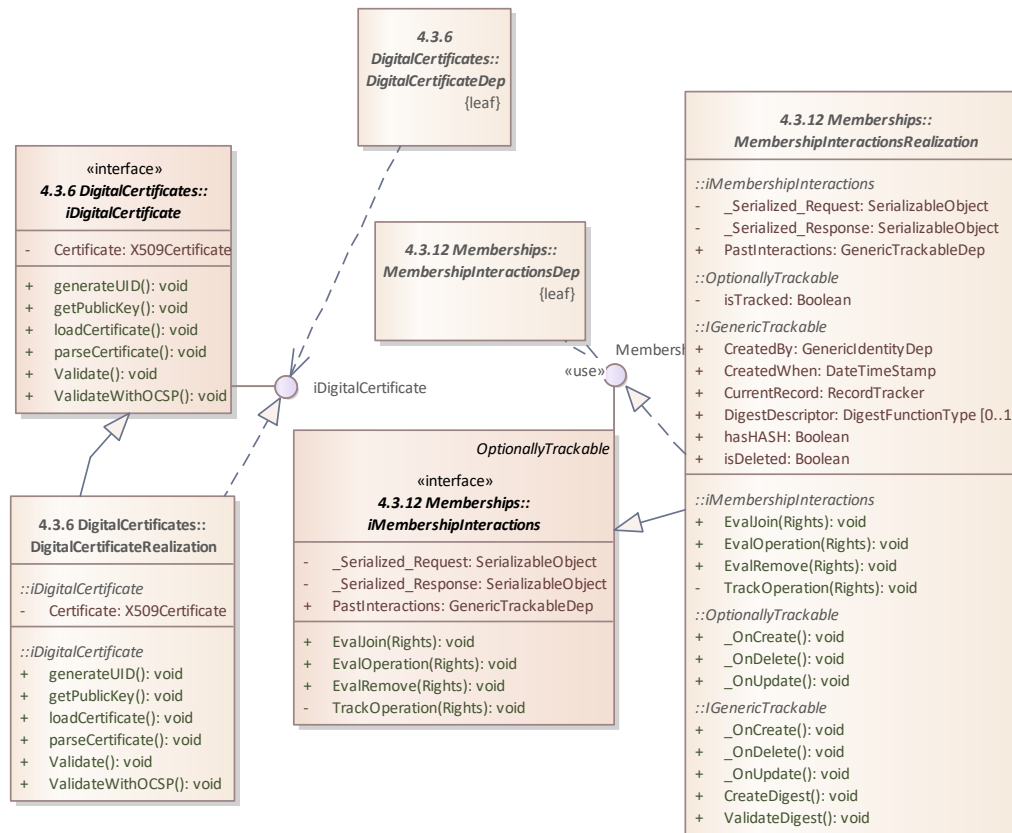 4.3.6
DigitalCertificates::
DigitalCertificateDep
{leaf}
«interface»
4.3.6 DigitalCertificates::
iDigitalCertificate
- Certificate: X509Certificate
+ generateUID(): void
+ getPublicKey(): void
+ loadCertificate(): void
+ parseCertificate(): void
+ Validate(): void
+ ValidateWithOCSP(): void
iDigitalCertificate
4.3.12 Memberships::
MembershipInteractionsDep
{leaf}
«use»
4.3.6 DigitalCertificates::
DigitalCertificateRealization
::iDigitalCertificate
- Certificate: X509Certificate
::iDigitalCertificate
+ generateUID(): void
+ getPublicKey(): void
+ loadCertificate(): void
+ parseCertificate(): void
+ Validate(): void
+ ValidateWithOCSP(): void
OptionallyTrackable
«interface»
4.3.12 Memberships::
iMembershipInteractions
- _Serialized_Request: SerializableObject
- _Serialized_Response: SerializableObject
+ PastInteractions: GenericTrackableDep
+ EvalJoin(Rights): void
+ EvalOperation(Rights): void
+ EvalRemove(Rights): void
- TrackOperation(Rights): void
4.3.12 Memberships::
MembershipInteractionsRealization
::iMembershipInteractions
- _Serialized_Request: SerializableObject
- _Serialized_Response: SerializableObject
+ PastInteractions: GenericTrackableDep
::OptionallyTrackable
- isTracked: Boolean
::IGenericTrackable
+ CreatedBy: GenericIdentityDep
+ CreatedWhen: DateTimeStamp
+ CurrentRecord: RecordTracker
+ DigestDescriptor: DigestFunctionType [0..1
+ hasHASH: Boolean
+ isDeleted: Boolean
::iMembershipInteractions
+ EvalJoin(Rights): void
+ EvalOperation(Rights): void
+ EvalRemove(Rights): void
- TrackOperation(Rights): void
::OptionallyTrackable
+ _OnCreate(): void
+ _OnDelete(): void
+ _OnUpdate(): void
::IGenericTrackable
+ _OnCreate(): void
+ _OnDelete(): void
+ _OnUpdate(): void
+ CreateDigest(): void
+ ValidateDigest(): void